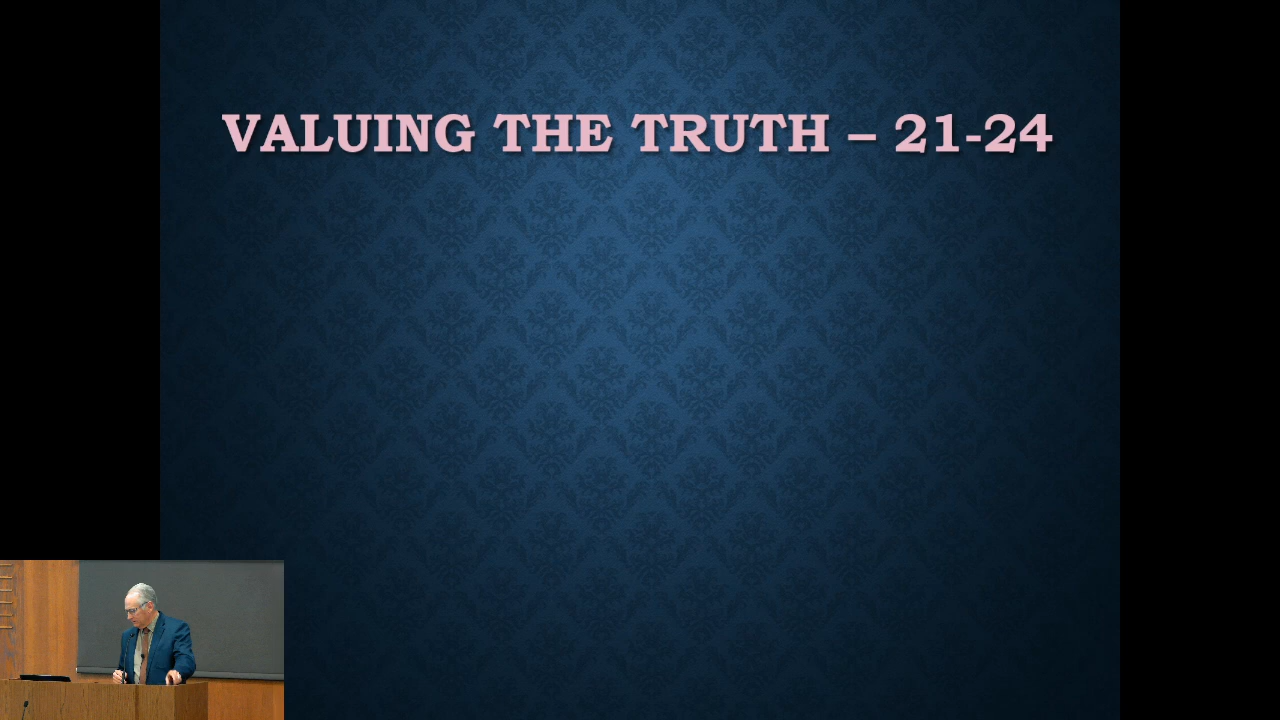 VALUING THE TRUTH – 21-24